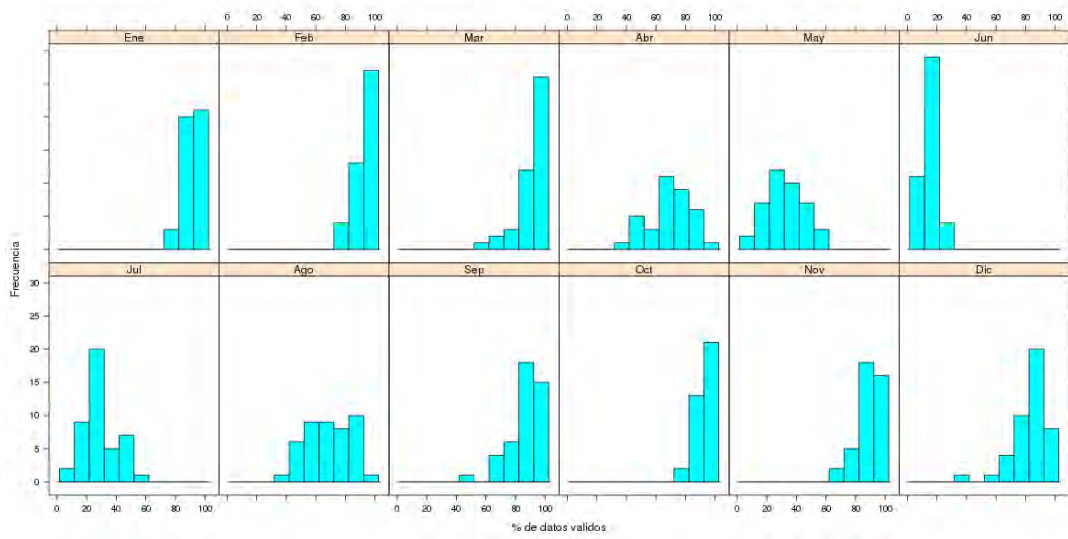 0 20 40 60 80 100 0 20 40 60 80 100 0 20 40 60 80 100
Ene Feb Mar Abr May Jun
Frecuencia
Jul Ago Sep Oct Nov Dic
30
25
20
15
10
5
0
0 20 40 60 80 100 0 20 40 60 80 100 0 20 40 60 80 100
% de datos validos